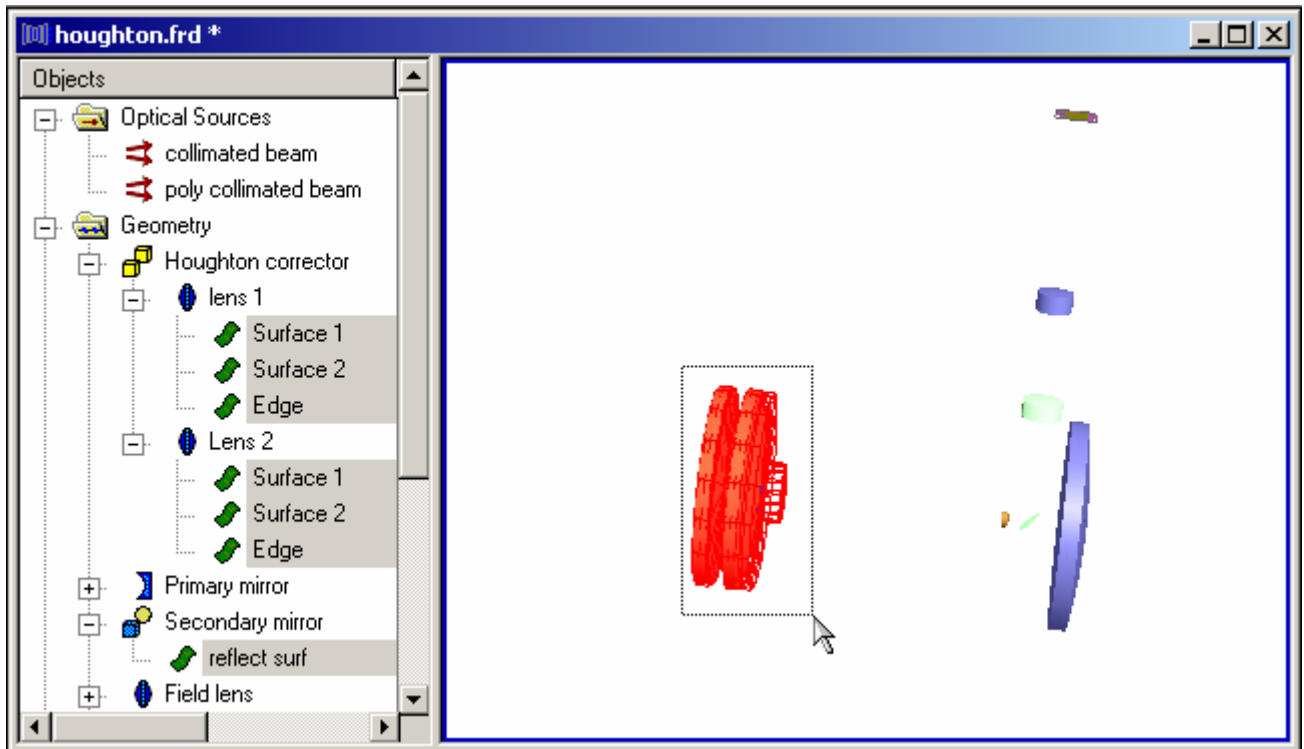 houghton.frd *
Objects
Optical Sources
collimated beam
poly collimated beam
Geometry
Houghton corrector
lens 1
Surface 1
Surface 2
Edge
Lens 2
Surface 1
Surface 2
Edge
Primary mirror
Secondary mirror
reflect surf
Field lens